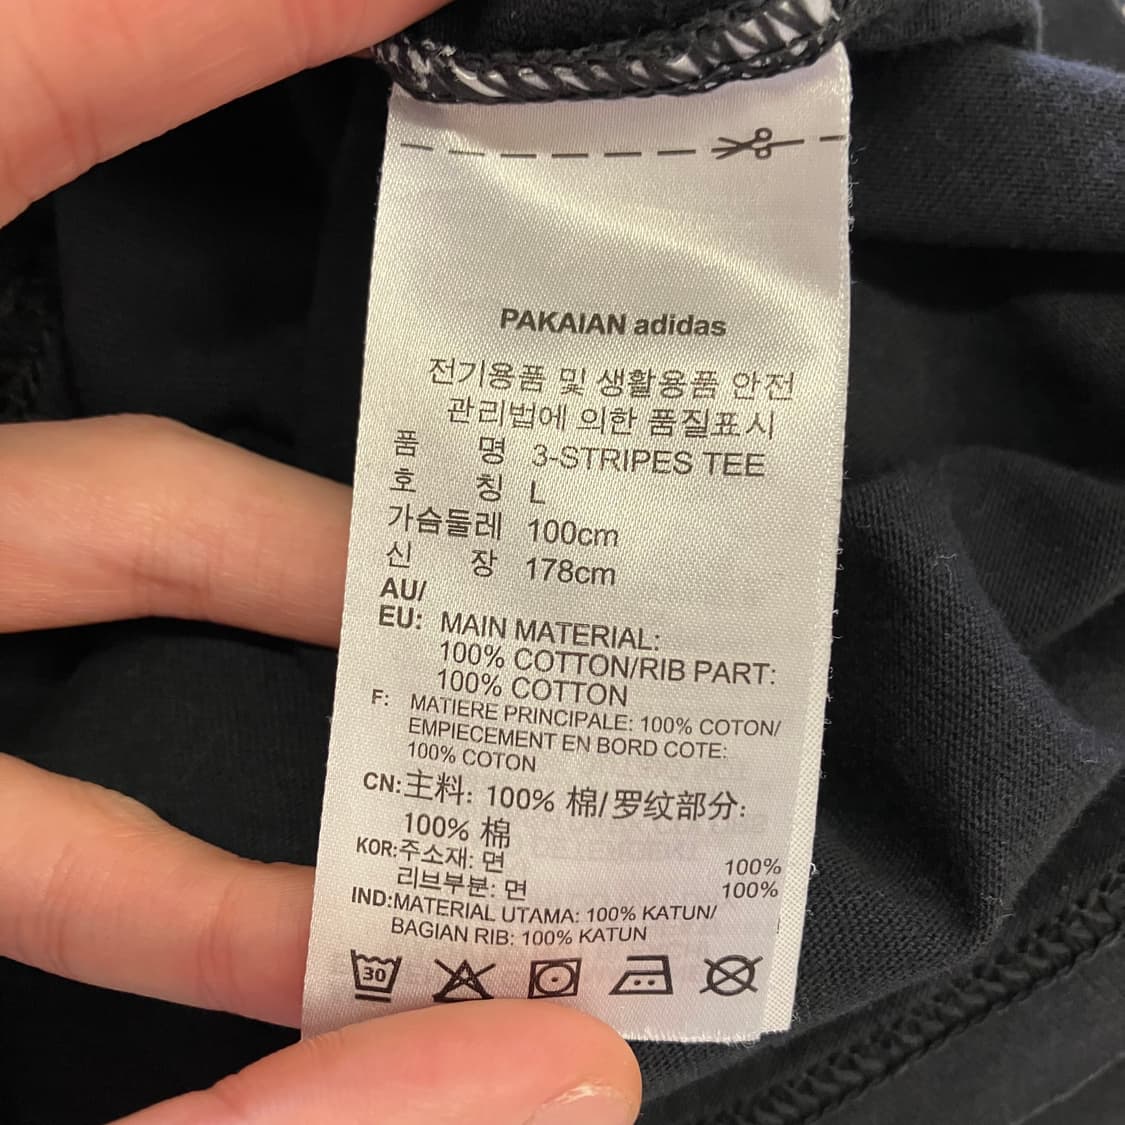 PAKAIAN adidas
전기용품 및 생활용품 안전
관리법에 의한 품질표시
품 명 3-STRIPES TEE
호 칭 L
가슴둘레 100cm
신 장 178cm
AU/
EU: MAIN MATERIAL:
100% COTTON/RIB PART:
100% COTTON
F: MATIERE PRINCIPALE: 100% COTON/
EMPIECEMENT EN BORD COTE:
100% COTON
CN:主料: 100% 棉/罗纹部分:
100% 棉
KOR:주소재: 면 100%
리브부분: 면 100%
IND:MATERIAL UTAMA: 100% KATUN/
BAGIAN RIB: 100% KATUN
30